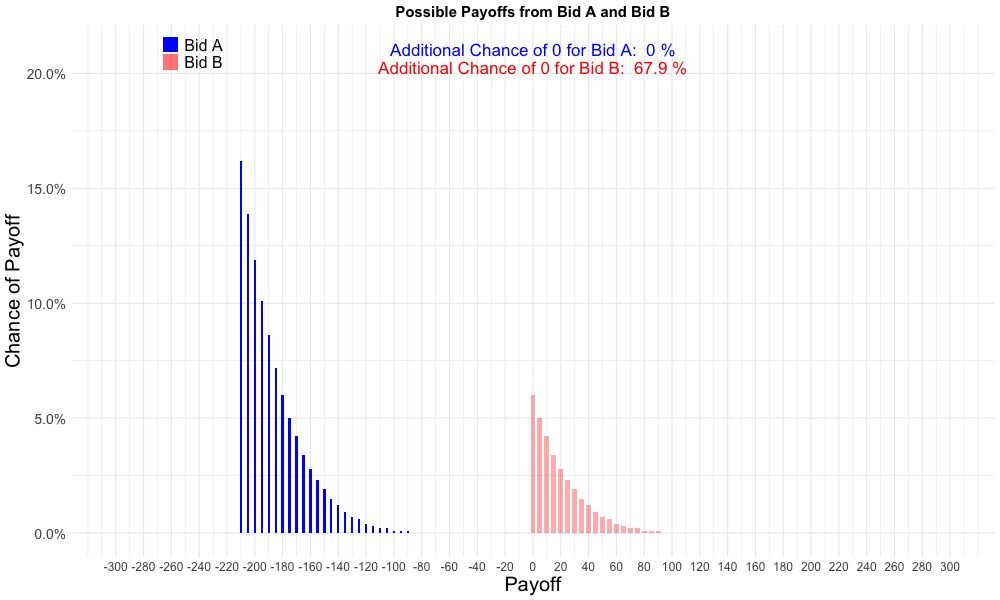 Possible Payoffs from Bid A and Bid B
Bid A
Bid B
Additional Chance of 0 for Bid A:  0 %
Additional Chance of 0 for Bid B:  67.9 %
Chance of Payoff
20.0%
15.0%
10.0%
5.0%
0.0%
-300 -280 -260 -240 -220 -200 -180 -160 -140 -120 -100 -80 -60 -40 -20 0 20 40 60 80 100 120 140 160 180 200 220 240 260 280 300
Payoff